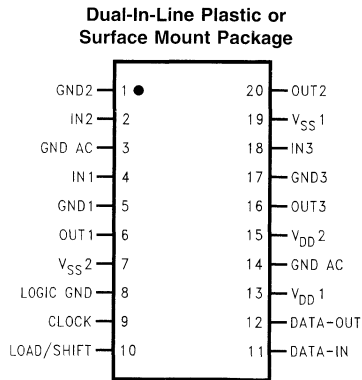 Dual-In-Line Plastic or
Surface Mount Package
GND2 1 20 OUT2
IN2 2 19 VSS1
GND AC 3 18 IN3
IN1 4 17 GND3
GND1 5 16 OUT3
OUT1 6 15 VDD2
VSS2 7 14 GND AC
LOGIC GND 8 13 VDD1
CLOCK 9 12 DATA-OUT
LOAD/SHIFT 10 11 DATA-IN